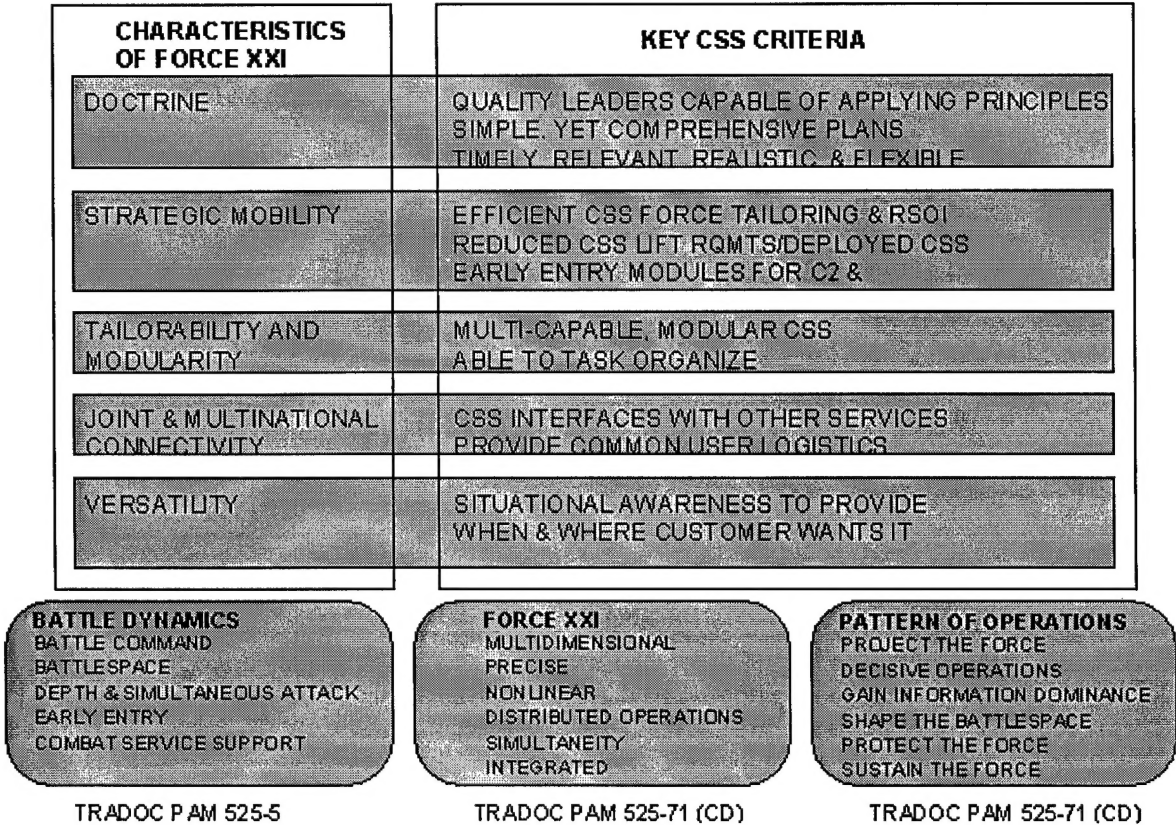 CHARACTERISTICS
OF FORCE XXI
KEY CSS CRITERIA
DOCTRINE
QUALITY LEADERS CAPABLE OF APPLYING PRINCIPLES
SIMPLE, YET COMPREHENSIVE PLANS
TIMELY, RELEVANT, REALISTIC, & FLEXIBLE
STRATEGIC MOBILITY
EFFICIENT CSS FORCE TAILORING & RSOI
REDUCED CSS LIFT RQMTS/DEPLOYED CSS
EARLY ENTRY MODULES FOR C2 &
TAILORABILITY AND
MODULARITY
MULTI-CAPABLE, MODULAR CSS
ABLE TO TASK ORGANIZE
JOINT & MULTINATIONAL
CONNECTIVITY
CSS INTERFACES WITH OTHER SERVICES
PROVIDE COMMON USER LOGISTICS
VERSATILITY
SITUATIONAL AWARENESS TO PROVIDE
WHEN & WHERE CUSTOMER WANTS IT
BATTLE DYNAMICS
BATTLE COMMAND
BATTLESPACE
DEPTH & SIMULTANEOUS ATTACK
EARLY ENTRY
COMBAT SERVICE SUPPORT
TRADOC PAM 525-5
FORCE XXI
MULTIDIMENSIONAL
PRECISE
NONLINEAR
DISTRIBUTED OPERATIONS
SIMULTANEITY
INTEGRATED
TRADOC PAM 525-71 (CD)
PATTERN OF OPERATIONS
PROJECT THE FORCE
DECISIVE OPERATIONS
GAIN INFORMATION DOMINANCE
SHAPE THE BATTLESPACE
PROTECT THE FORCE
SUSTAIN THE FORCE
TRADOC PAM 525-71 (CD)